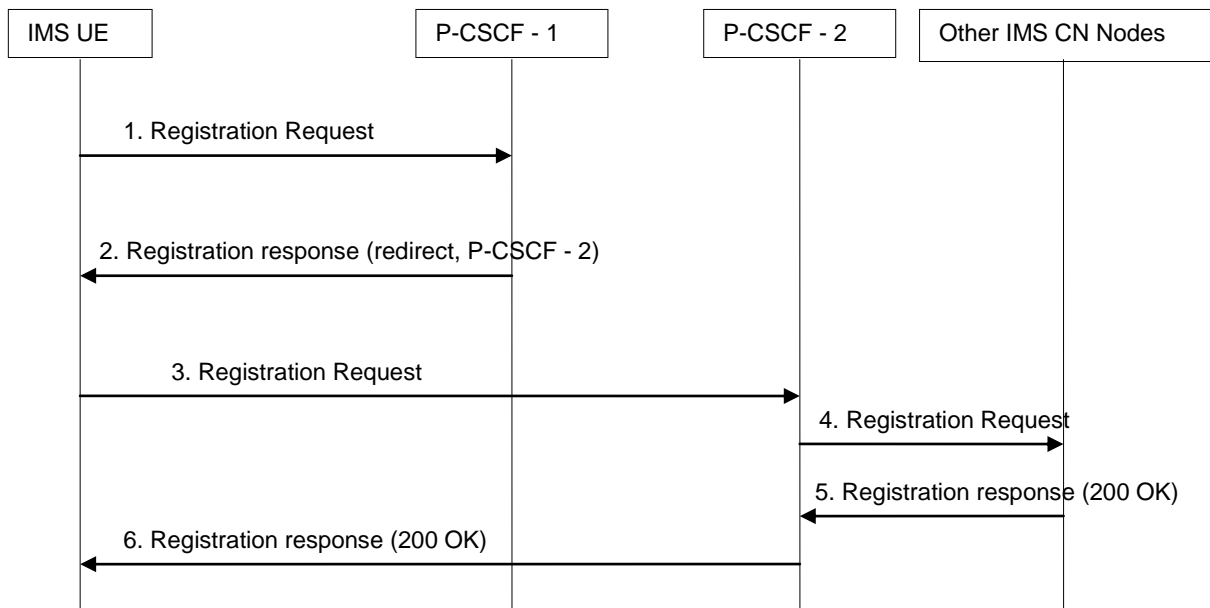 IMS UE
P-CSCF - 1
P-CSCF - 2
Other IMS CN Nodes
1. Registration Request
2. Registration response (redirect, P-CSCF - 2)
3. Registration Request
4. Registration Request
5. Registration response (200 OK)
6. Registration response (200 OK)